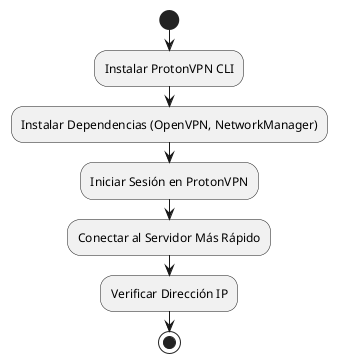 Instalar ProtonVPN CLI
Instalar Dependencias (OpenVPN, NetworkManager)
Iniciar Sesión en ProtonVPN
Conectar al Servidor Más Rápido
Verificar Dirección IP